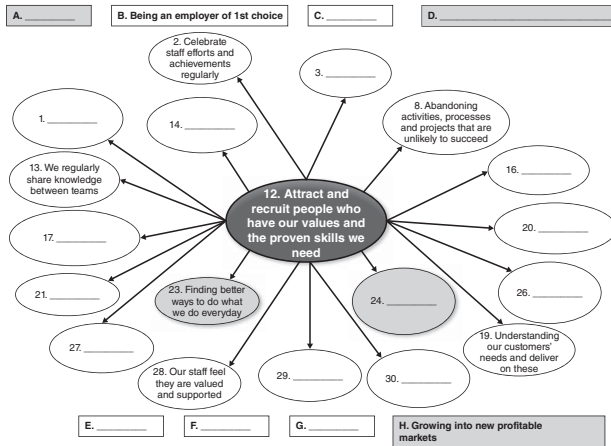 A. _________
B. Being an employer of 1st choice
C. _________
D. _________________________________
2. Celebrate
staff efforts and
achievements
regularly
3. _________
1. _________
14. _________
8. Abandoning
activities, processes
and projects that are
unlikely to succeed
13. We regularly
share knowledge
between teams
16. _________
12. Attract and
recruit people who
have our values and
the proven skills we
need
17. _________
20. _________
21. _________
23. Finding better
ways to do what
we do everyday
24. _________
26. _________
27. _________
19. Understanding
our customers'
needs and deliver
on these
28. Our staff feel
they are valued
and supported
29. _________
30. _________
E. _________
F. _________
G. _________
H. Growing into new profitable
markets